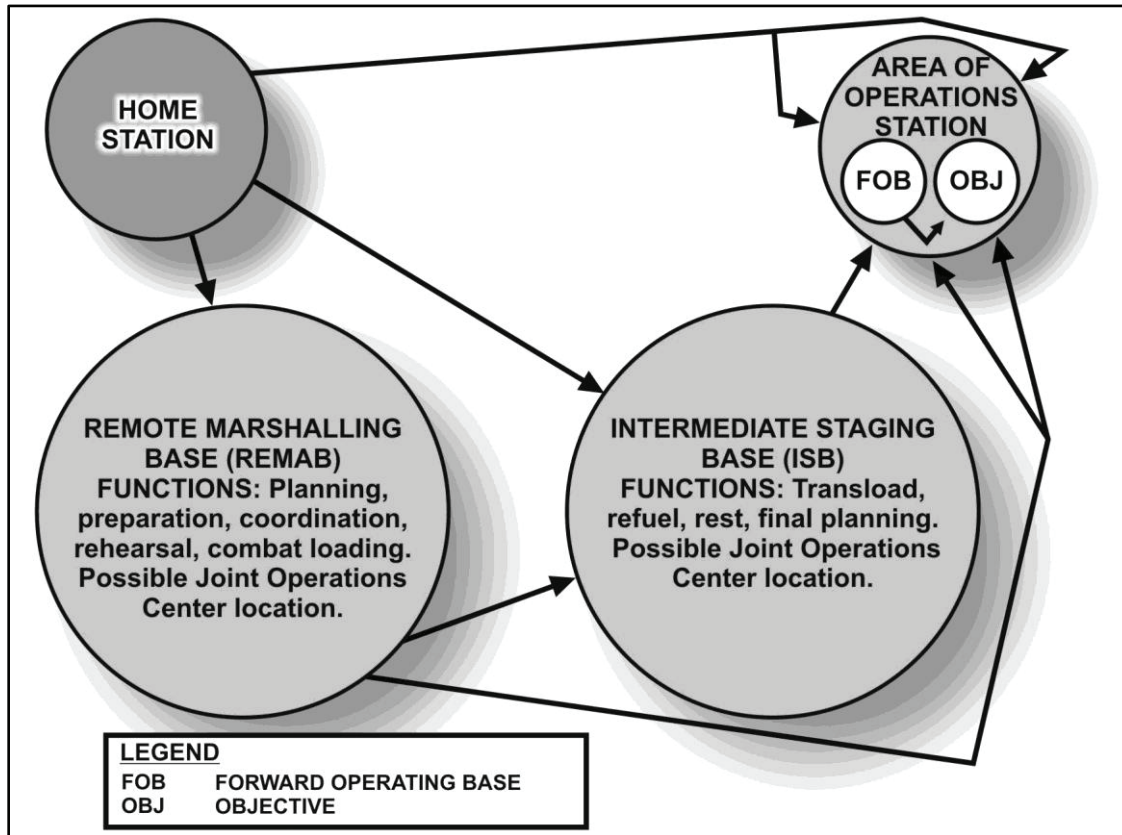 HOME
STATION
AREA OF
OPERATIONS
STATION
FOB
OBJ
REMOTE MARSHALLING
BASE (REMAB)
FUNCTIONS: Planning,
preparation, coordination,
rehearsal, combat loading.
Possible Joint Operations
Center location.
INTERMEDIATE STAGING
BASE (ISB)
FUNCTIONS: Transload,
refuel, rest, final planning.
Possible Joint Operations
Center location.
LEGEND
FOB FORWARD OPERATING BASE
OBJ OBJECTIVE